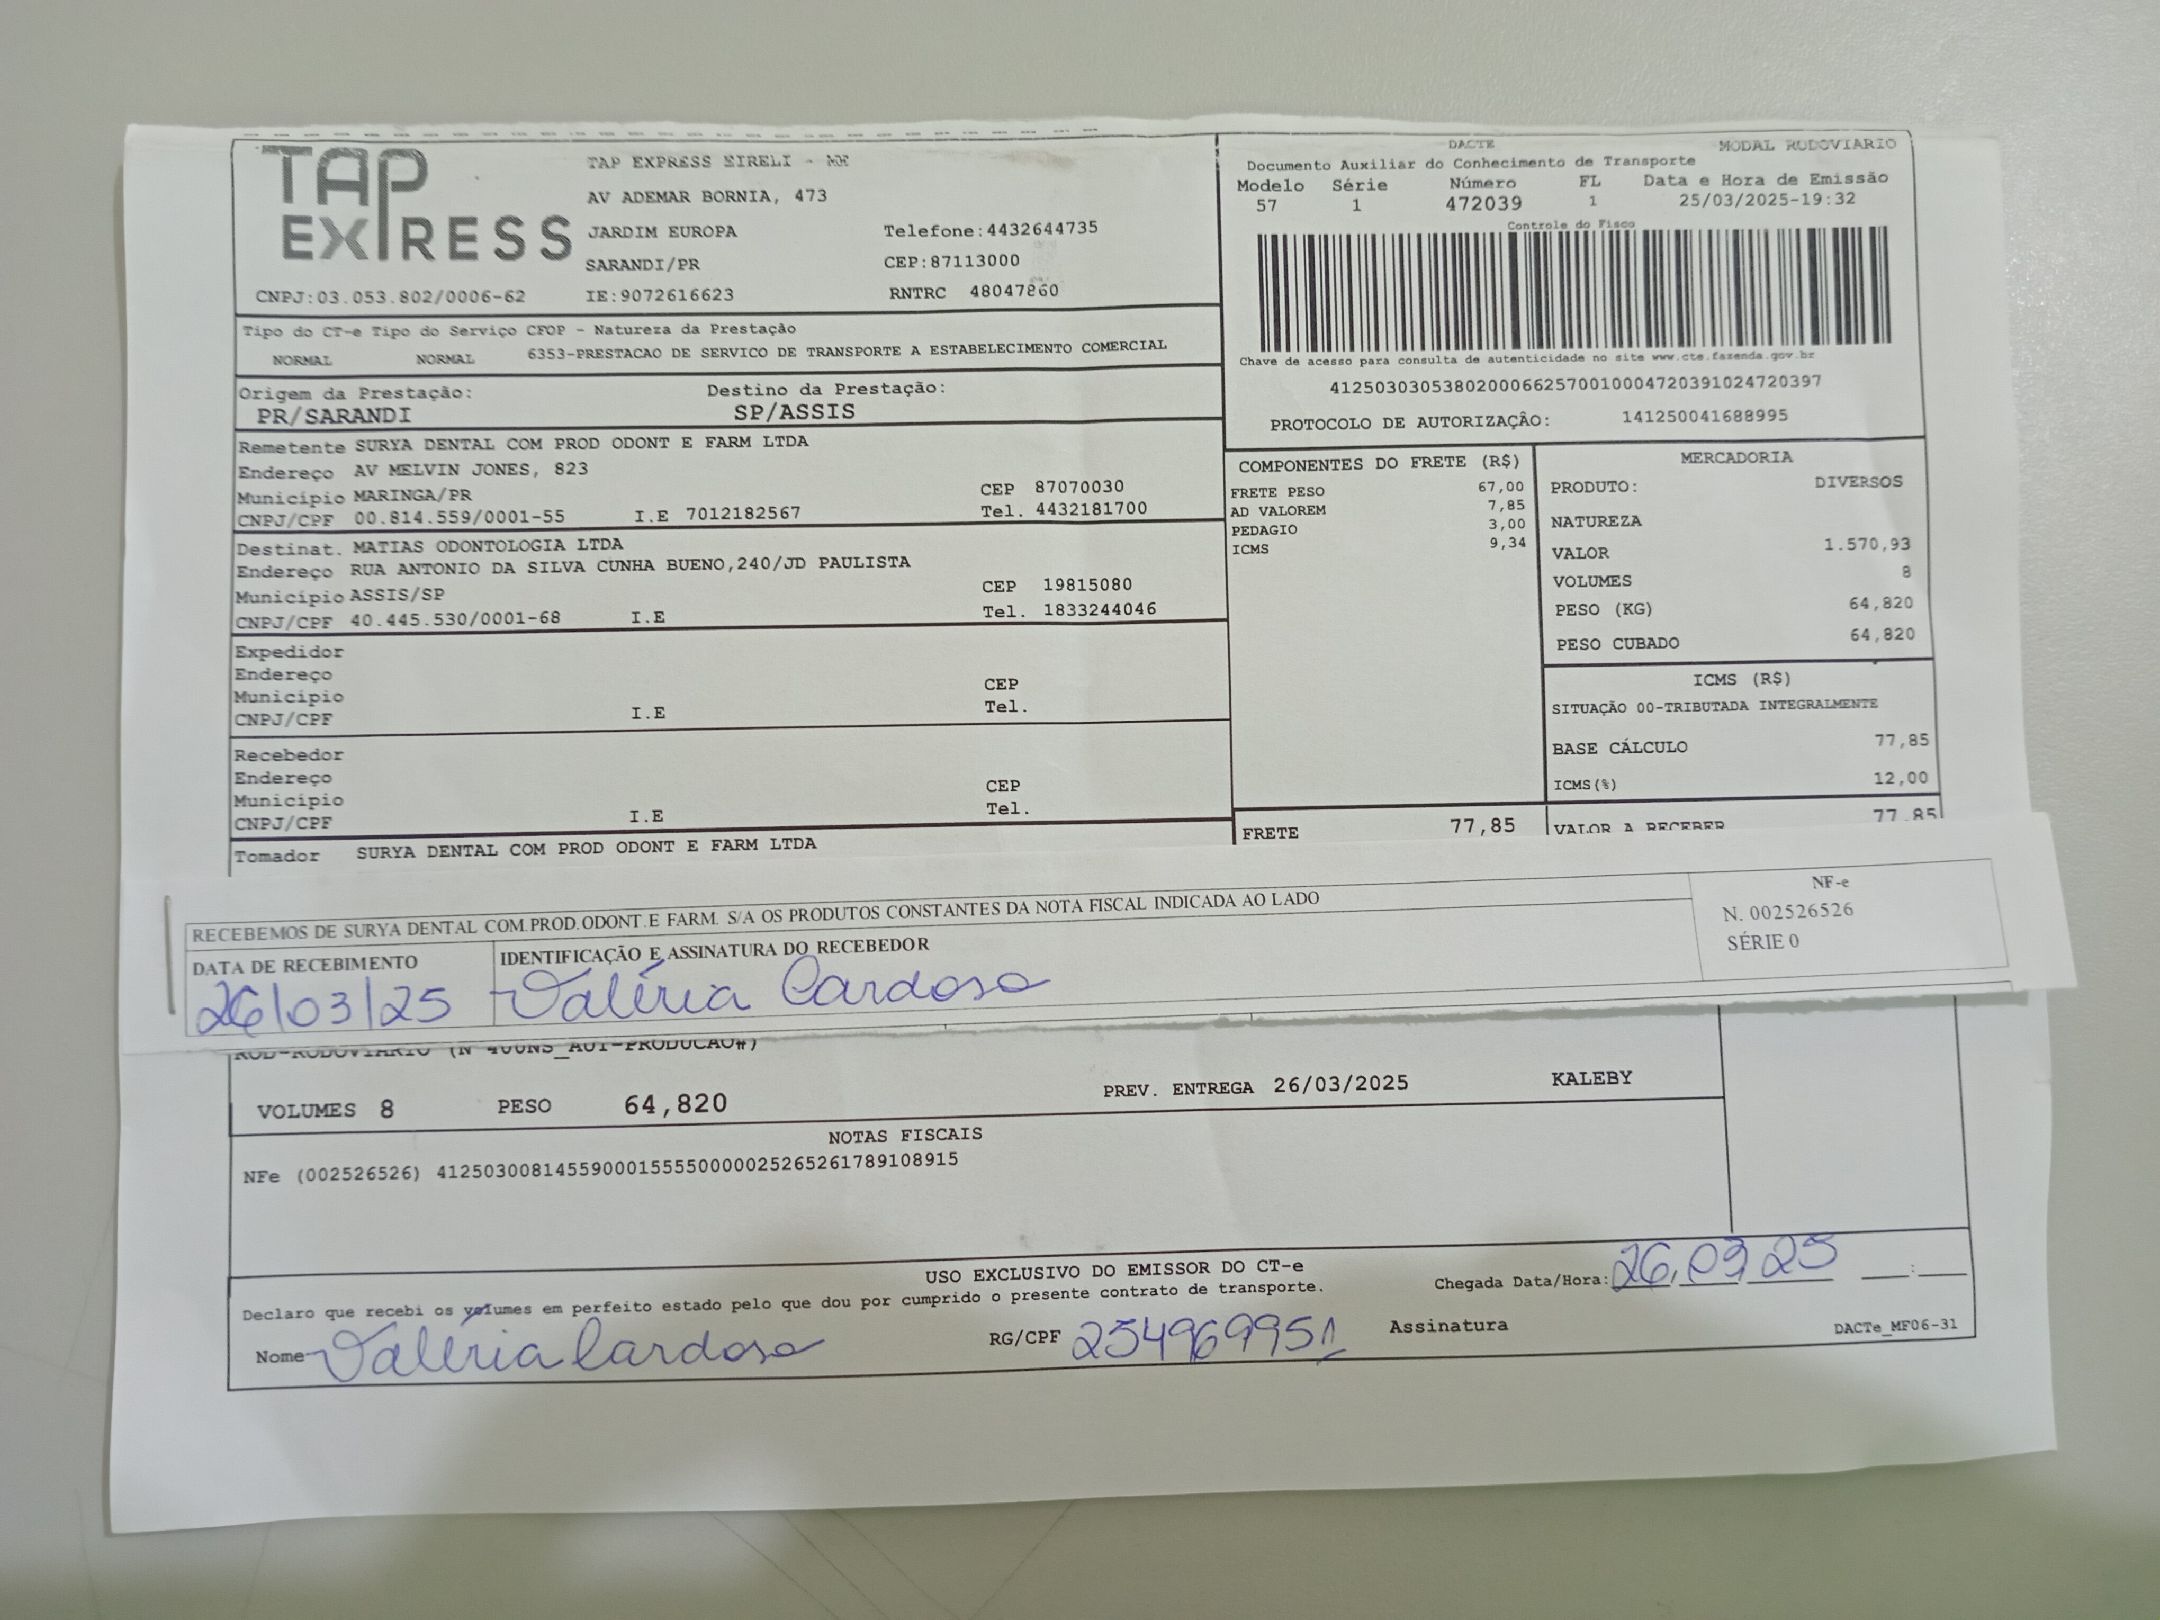 TAP EXPRESS
TAP EXPRESS EIRELI - ME
AV ADEMAR BORNIA, 473
JARDIM EUROPA Telefone:4432644735
SARANDI/PR CEP:87113000
CNPJ:03.053.802/0006-62 IE:9072616623 RNTRC 48047860
DACTE MODAL RODOVIARIO
Documento Auxiliar do Conhecimento de Transporte
Modelo Série Número FL Data e Hora de Emissão
57 1 472039 1 25/03/2025-19:32
Controle do Fisco
Chave de acesso para consulta de autenticidade no site www.cte.fazenda.gov.br
41250303053802000662570010004720391024720397
PROTOCOLO DE AUTORIZAÇÃO: 141250041688995
Tipo do CT-e Tipo do Serviço CFOP - Natureza da Prestação
NORMAL NORMAL 6353-PRESTACAO DE SERVICO DE TRANSPORTE A ESTABELECIMENTO COMERCIAL
Origem da Prestação: Destino da Prestação:
PR/SARANDI SP/ASSIS
Remetente SURYA DENTAL COM PROD ODONT E FARM LTDA
Endereço AV MELVIN JONES, 823
Município MARINGA/PR CEP 87070030
CNPJ/CPF 00.814.559/0001-55 I.E 7012182567 Tel. 4432181700
Destinat. MATIAS ODONTOLOGIA LTDA
Endereço RUA ANTONIO DA SILVA CUNHA BUENO,240/JD PAULISTA
Município ASSIS/SP CEP 19815080
CNPJ/CPF 40.445.530/0001-68 I.E Tel. 1833244046
Expedidor
Endereço
Município CEP
CNPJ/CPF I.E Tel.
Recebedor
Endereço
Município CEP
CNPJ/CPF I.E Tel.
Tomador SURYA DENTAL COM PROD ODONT E FARM LTDA
COMPONENTES DO FRETE (R$)
FRETE PESO 67,00
AD VALOREM 7,85
PEDAGIO 3,00
ICMS 9,34
FRETE 77,85
MERCADORIA
PRODUTO: DIVERSOS
NATUREZA
VALOR 1.570,93
VOLUMES 8
PESO (KG) 64,820
PESO CUBADO 64,820
ICMS (R$)
SITUAÇÃO 00-TRIBUTADA INTEGRALMENTE
BASE CÁLCULO 77,85
ICMS(%) 12,00
VALOR A RECEBER 77,85
RECEBEMOS DE SURYA DENTAL COM.PROD.ODONT.E FARM. S/A OS PRODUTOS CONSTANTES DA NOTA FISCAL INDICADA AO LADO
DATA DE RECEBIMENTO IDENTIFICAÇÃO E ASSINATURA DO RECEBEDOR
26/03/25 Valéria Cardoso
NF-e
N. 002526526
SÉRIE 0
ROD-RODOVIARIO
VOLUMES 8 PESO 64,820 PREV. ENTREGA 26/03/2025 KALEBY
NOTAS FISCAIS
NFe (002526526) 41250300814559000155550000025265261789108915
USO EXCLUSIVO DO EMISSOR DO CT-e
Declaro que recebi os volumes em perfeito estado pelo que dou por cumprido o presente contrato de transporte. Chegada Data/Hora: 26,03,25 :
Nome Valéria Cardoso RG/CPF 254969951 Assinatura DACTe_MF06-31